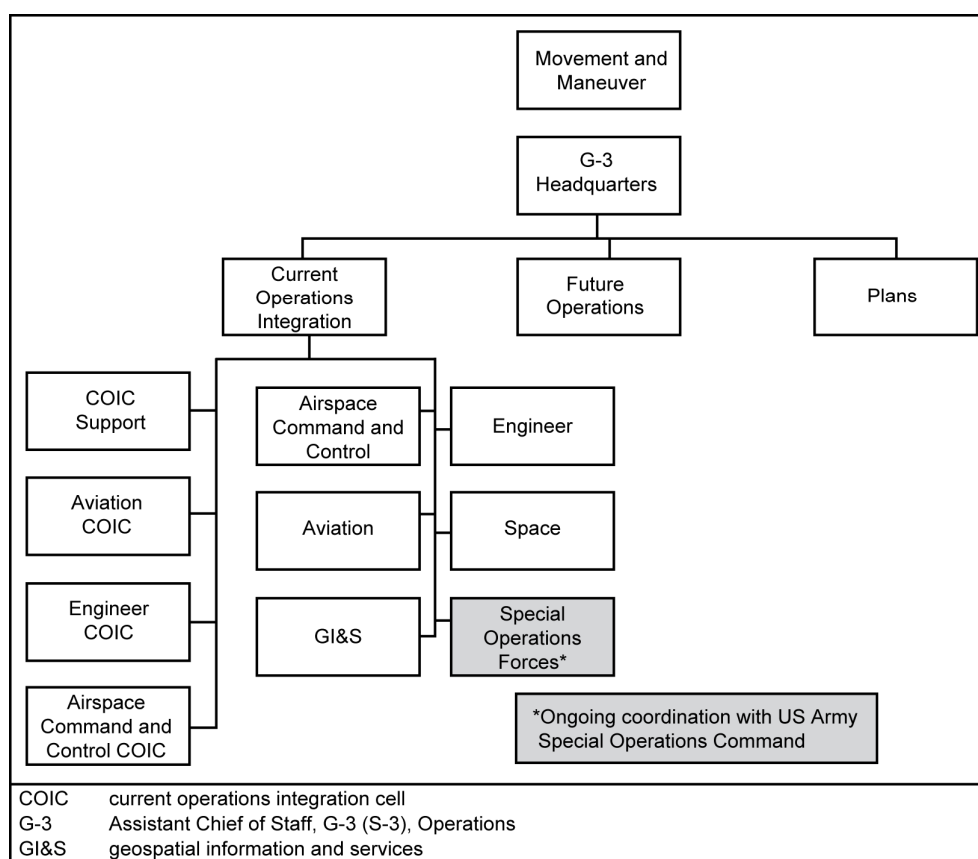 Movement and
Maneuver
G-3
Headquarters
Current
Operations
Integration
Future
Operations
Plans
COIC
Support
Airspace
Command and
Control
Engineer
Aviation
COIC
Aviation
Space
Engineer
COIC
GI&S
Special
Operations
Forces*
Airspace
Command and
Control COIC
*Ongoing coordination with US Army
Special Operations Command
COIC current operations integration cell
G-3 Assistant Chief of Staff, G-3 (S-3), Operations
GI&S geospatial information and services